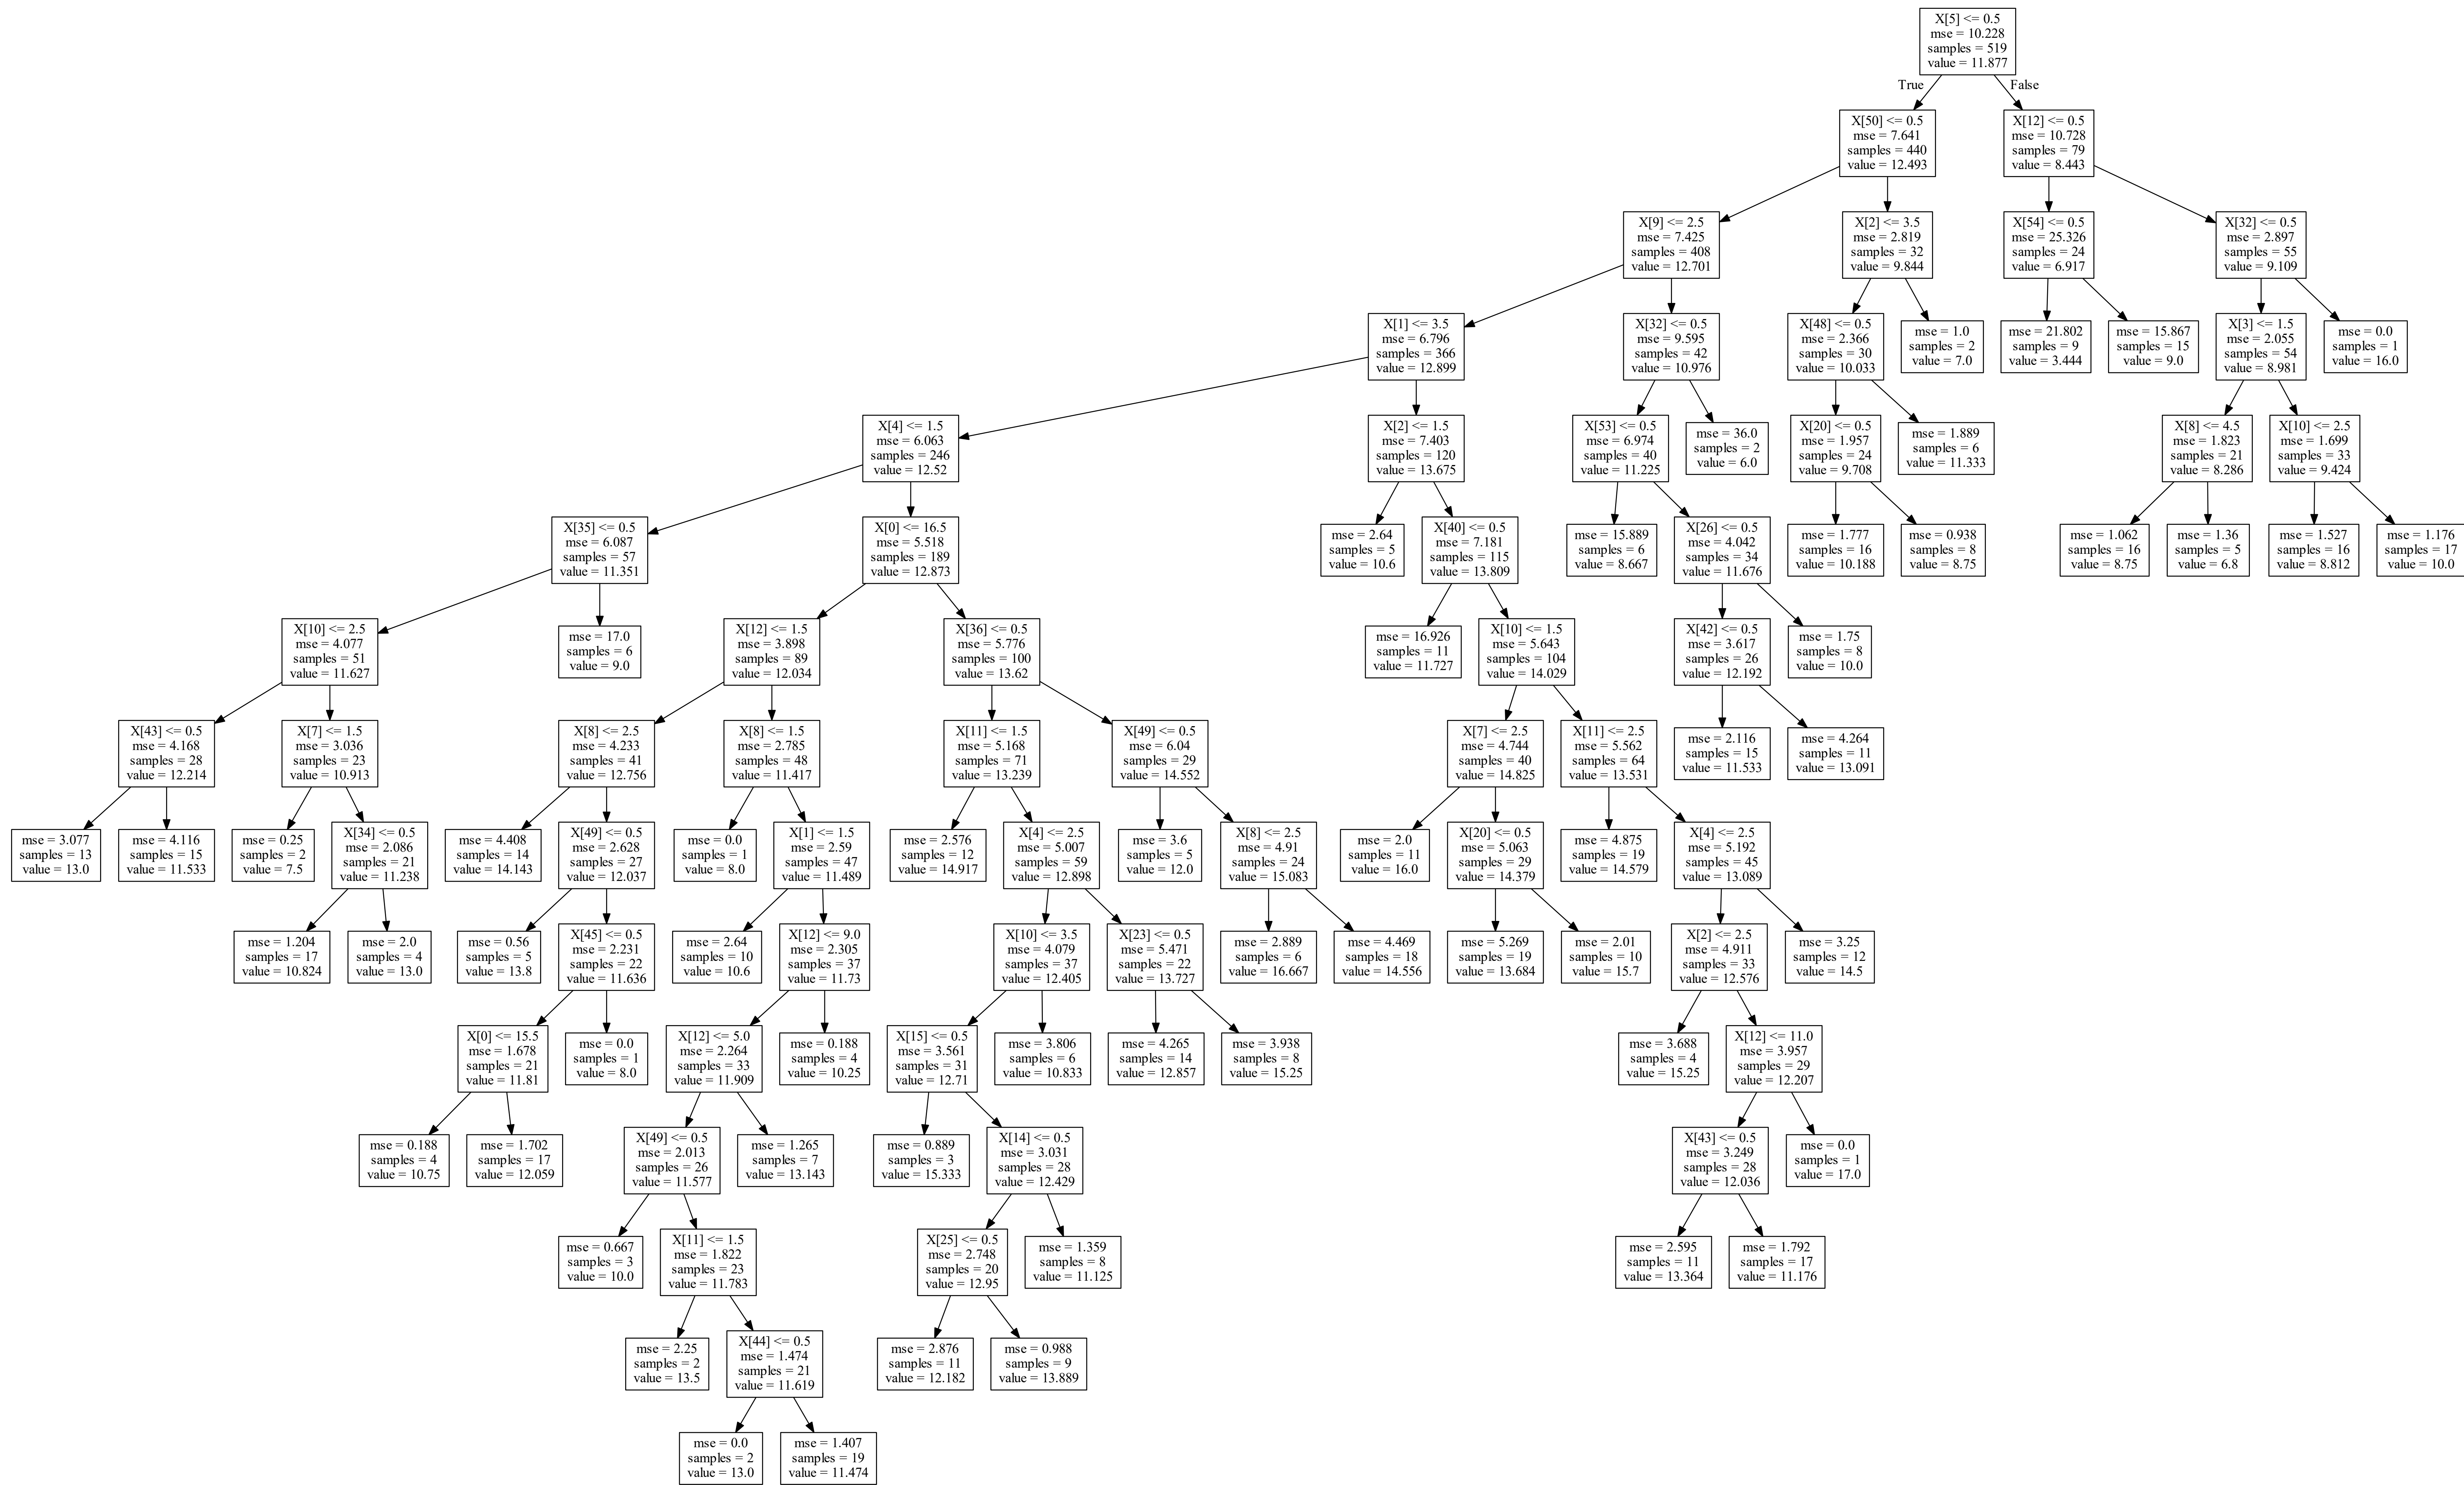 X[5] <= 0.5
mse = 10.228
samples = 519
value = 11.877
True
False
X[50] <= 0.5
mse = 7.641
samples = 440
value = 12.493
X[12] <= 0.5
mse = 10.728
samples = 79
value = 8.443
X[9] <= 2.5
mse = 7.425
samples = 408
value = 12.701
X[2] <= 3.5
mse = 2.819
samples = 32
value = 9.844
X[54] <= 0.5
mse = 25.326
samples = 24
value = 6.917
X[32] <= 0.5
mse = 2.897
samples = 55
value = 9.109
X[1] <= 3.5
mse = 6.796
samples = 366
value = 12.899
X[32] <= 0.5
mse = 9.595
samples = 42
value = 10.976
X[48] <= 0.5
mse = 2.366
samples = 30
value = 10.033
mse = 1.0
samples = 2
value = 7.0
mse = 21.802
samples = 9
value = 3.444
mse = 15.867
samples = 15
value = 9.0
X[3] <= 1.5
mse = 2.055
samples = 54
value = 8.981
mse = 0.0
samples = 1
value = 16.0
X[4] <= 1.5
mse = 6.063
samples = 246
value = 12.52
X[2] <= 1.5
mse = 7.403
samples = 120
value = 13.675
X[53] <= 0.5
mse = 6.974
samples = 40
value = 11.225
mse = 36.0
samples = 2
value = 6.0
X[20] <= 0.5
mse = 1.957
samples = 24
value = 9.708
mse = 1.889
samples = 6
value = 11.333
X[8] <= 4.5
mse = 1.823
samples = 21
value = 8.286
X[10] <= 2.5
mse = 1.699
samples = 33
value = 9.424
X[35] <= 0.5
mse = 6.087
samples = 57
value = 11.351
X[0] <= 16.5
mse = 5.518
samples = 189
value = 12.873
mse = 2.64
samples = 5
value = 10.6
X[40] <= 0.5
mse = 7.181
samples = 115
value = 13.809
mse = 15.889
samples = 6
value = 8.667
X[26] <= 0.5
mse = 4.042
samples = 34
value = 11.676
mse = 1.777
samples = 16
value = 10.188
mse = 0.938
samples = 8
value = 8.75
mse = 1.062
samples = 16
value = 8.75
mse = 1.36
samples = 5
value = 6.8
mse = 1.527
samples = 16
value = 8.812
mse = 1.176
samples = 17
value = 10.0
X[10] <= 2.5
mse = 4.077
samples = 51
value = 11.627
mse = 17.0
samples = 6
value = 9.0
X[12] <= 1.5
mse = 3.898
samples = 89
value = 12.034
X[36] <= 0.5
mse = 5.776
samples = 100
value = 13.62
mse = 16.926
samples = 11
value = 11.727
X[10] <= 1.5
mse = 5.643
samples = 104
value = 14.029
X[42] <= 0.5
mse = 3.617
samples = 26
value = 12.192
mse = 1.75
samples = 8
value = 10.0
X[43] <= 0.5
mse = 4.168
samples = 28
value = 12.214
X[7] <= 1.5
mse = 3.036
samples = 23
value = 10.913
X[8] <= 2.5
mse = 4.233
samples = 41
value = 12.756
X[8] <= 1.5
mse = 2.785
samples = 48
value = 11.417
X[11] <= 1.5
mse = 5.168
samples = 71
value = 13.239
X[49] <= 0.5
mse = 6.04
samples = 29
value = 14.552
X[7] <= 2.5
mse = 4.744
samples = 40
value = 14.825
X[11] <= 2.5
mse = 5.562
samples = 64
value = 13.531
mse = 2.116
samples = 15
value = 11.533
mse = 4.264
samples = 11
value = 13.091
mse = 3.077
samples = 13
value = 13.0
mse = 4.116
samples = 15
value = 11.533
mse = 0.25
samples = 2
value = 7.5
X[34] <= 0.5
mse = 2.086
samples = 21
value = 11.238
mse = 4.408
samples = 14
value = 14.143
X[49] <= 0.5
mse = 2.628
samples = 27
value = 12.037
mse = 0.0
samples = 1
value = 8.0
X[1] <= 1.5
mse = 2.59
samples = 47
value = 11.489
mse = 2.576
samples = 12
value = 14.917
X[4] <= 2.5
mse = 5.007
samples = 59
value = 12.898
mse = 3.6
samples = 5
value = 12.0
X[8] <= 2.5
mse = 4.91
samples = 24
value = 15.083
mse = 2.0
samples = 11
value = 16.0
X[20] <= 0.5
mse = 5.063
samples = 29
value = 14.379
mse = 4.875
samples = 19
value = 14.579
X[4] <= 2.5
mse = 5.192
samples = 45
value = 13.089
mse = 1.204
samples = 17
value = 10.824
mse = 2.0
samples = 4
value = 13.0
mse = 0.56
samples = 5
value = 13.8
X[45] <= 0.5
mse = 2.231
samples = 22
value = 11.636
mse = 2.64
samples = 10
value = 10.6
X[12] <= 9.0
mse = 2.305
samples = 37
value = 11.73
X[10] <= 3.5
mse = 4.079
samples = 37
value = 12.405
X[23] <= 0.5
mse = 5.471
samples = 22
value = 13.727
mse = 2.889
samples = 6
value = 16.667
mse = 4.469
samples = 18
value = 14.556
mse = 5.269
samples = 19
value = 13.684
mse = 2.01
samples = 10
value = 15.7
X[2] <= 2.5
mse = 4.911
samples = 33
value = 12.576
mse = 3.25
samples = 12
value = 14.5
X[0] <= 15.5
mse = 1.678
samples = 21
value = 11.81
mse = 0.0
samples = 1
value = 8.0
X[12] <= 5.0
mse = 2.264
samples = 33
value = 11.909
mse = 0.188
samples = 4
value = 10.25
X[15] <= 0.5
mse = 3.561
samples = 31
value = 12.71
mse = 3.806
samples = 6
value = 10.833
mse = 4.265
samples = 14
value = 12.857
mse = 3.938
samples = 8
value = 15.25
mse = 3.688
samples = 4
value = 15.25
X[12] <= 11.0
mse = 3.957
samples = 29
value = 12.207
mse = 0.188
samples = 4
value = 10.75
mse = 1.702
samples = 17
value = 12.059
X[49] <= 0.5
mse = 2.013
samples = 26
value = 11.577
mse = 1.265
samples = 7
value = 13.143
mse = 0.889
samples = 3
value = 15.333
X[14] <= 0.5
mse = 3.031
samples = 28
value = 12.429
X[43] <= 0.5
mse = 3.249
samples = 28
value = 12.036
mse = 0.0
samples = 1
value = 17.0
mse = 0.667
samples = 3
value = 10.0
X[11] <= 1.5
mse = 1.822
samples = 23
value = 11.783
X[25] <= 0.5
mse = 2.748
samples = 20
value = 12.95
mse = 1.359
samples = 8
value = 11.125
mse = 2.595
samples = 11
value = 13.364
mse = 1.792
samples = 17
value = 11.176
mse = 2.25
samples = 2
value = 13.5
X[44] <= 0.5
mse = 1.474
samples = 21
value = 11.619
mse = 2.876
samples = 11
value = 12.182
mse = 0.988
samples = 9
value = 13.889
mse = 0.0
samples = 2
value = 13.0
mse = 1.407
samples = 19
value = 11.474